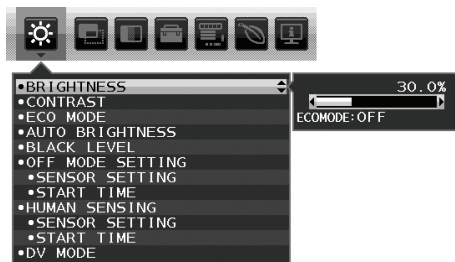 •BRIGHTNESS
•CONTRAST
•ECO MODE
•AUTO BRIGHTNESS
•BLACK LEVEL
•OFF MODE SETTING
•SENSOR SETTING
•START TIME
•HUMAN SENSING
•SENSOR SETTING
•START TIME
•DV MODE
30.0%
ECOMODE:OFF